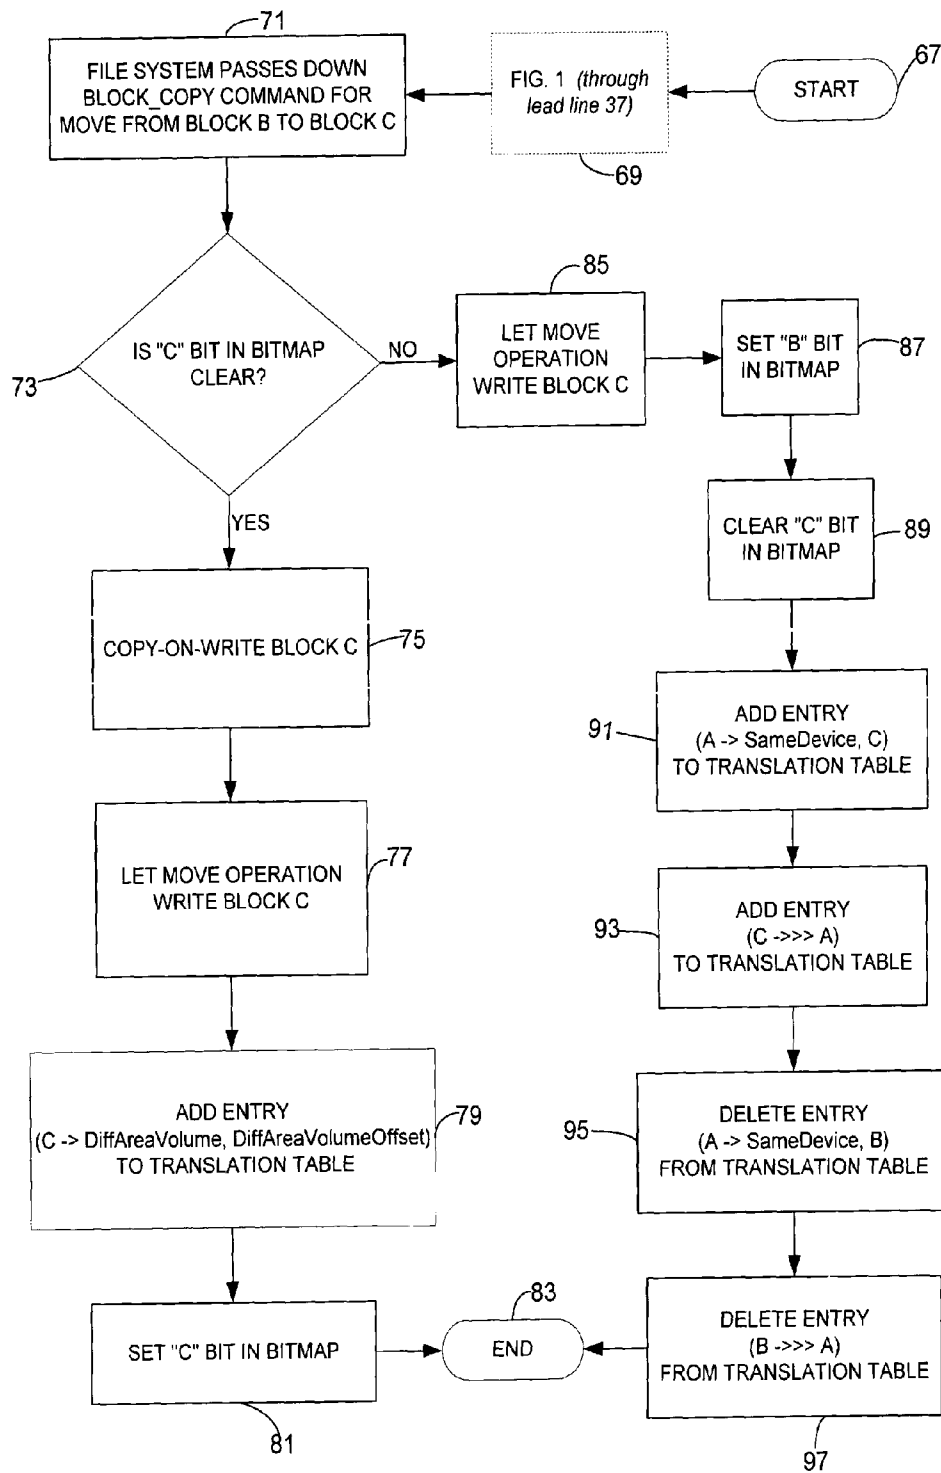 71
FILE SYSTEM PASSES DOWN
BLOCK_COPY COMMAND FOR
MOVE FROM BLOCK B TO BLOCK C
FIG. 1 (through
lead line 37)
69
START
67
IS "C" BIT IN BITMAP
CLEAR?
73
NO
YES
85
LET MOVE
OPERATION
WRITE BLOCK C
SET "B" BIT
IN BITMAP
87
CLEAR "C" BIT
IN BITMAP
89
COPY-ON-WRITE BLOCK C
75
91
ADD ENTRY
(A -> SameDevice, C)
TO TRANSLATION TABLE
LET MOVE OPERATION
WRITE BLOCK C
77
93
ADD ENTRY
(C ->>> A)
TO TRANSLATION TABLE
ADD ENTRY
(C -> DiffAreaVolume, DiffAreaVolumeOffset)
TO TRANSLATION TABLE
79
95
DELETE ENTRY
(A -> SameDevice, B)
FROM TRANSLATION TABLE
SET "C" BIT IN BITMAP
81
83
END
DELETE ENTRY
(B ->>> A)
FROM TRANSLATION TABLE
97